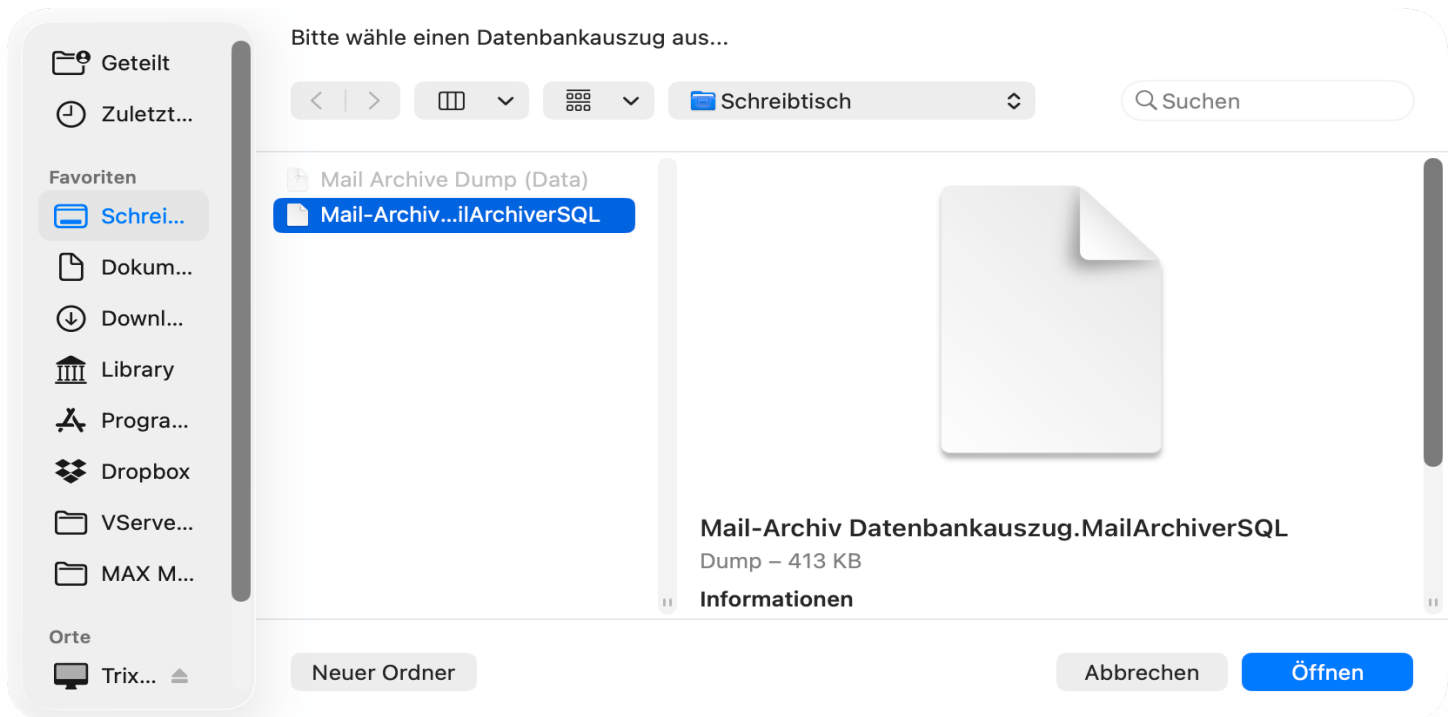 Bitte wähle einen Datenbankauszug aus...
Geteilt
Zuletzt...
Favoriten
Schrei...
Dokum...
Downl...
Library
Progra...
Dropbox
VServe...
MAX M...
Orte
Trix...
Schreibtisch
Suchen
Mail Archive Dump (Data)
Mail-Archiv...ilArchiverSQL
Mail-Archiv Datenbankauszug.MailArchiverSQL
Dump – 413 KB
Informationen
Neuer Ordner
Abbrechen
Öffnen